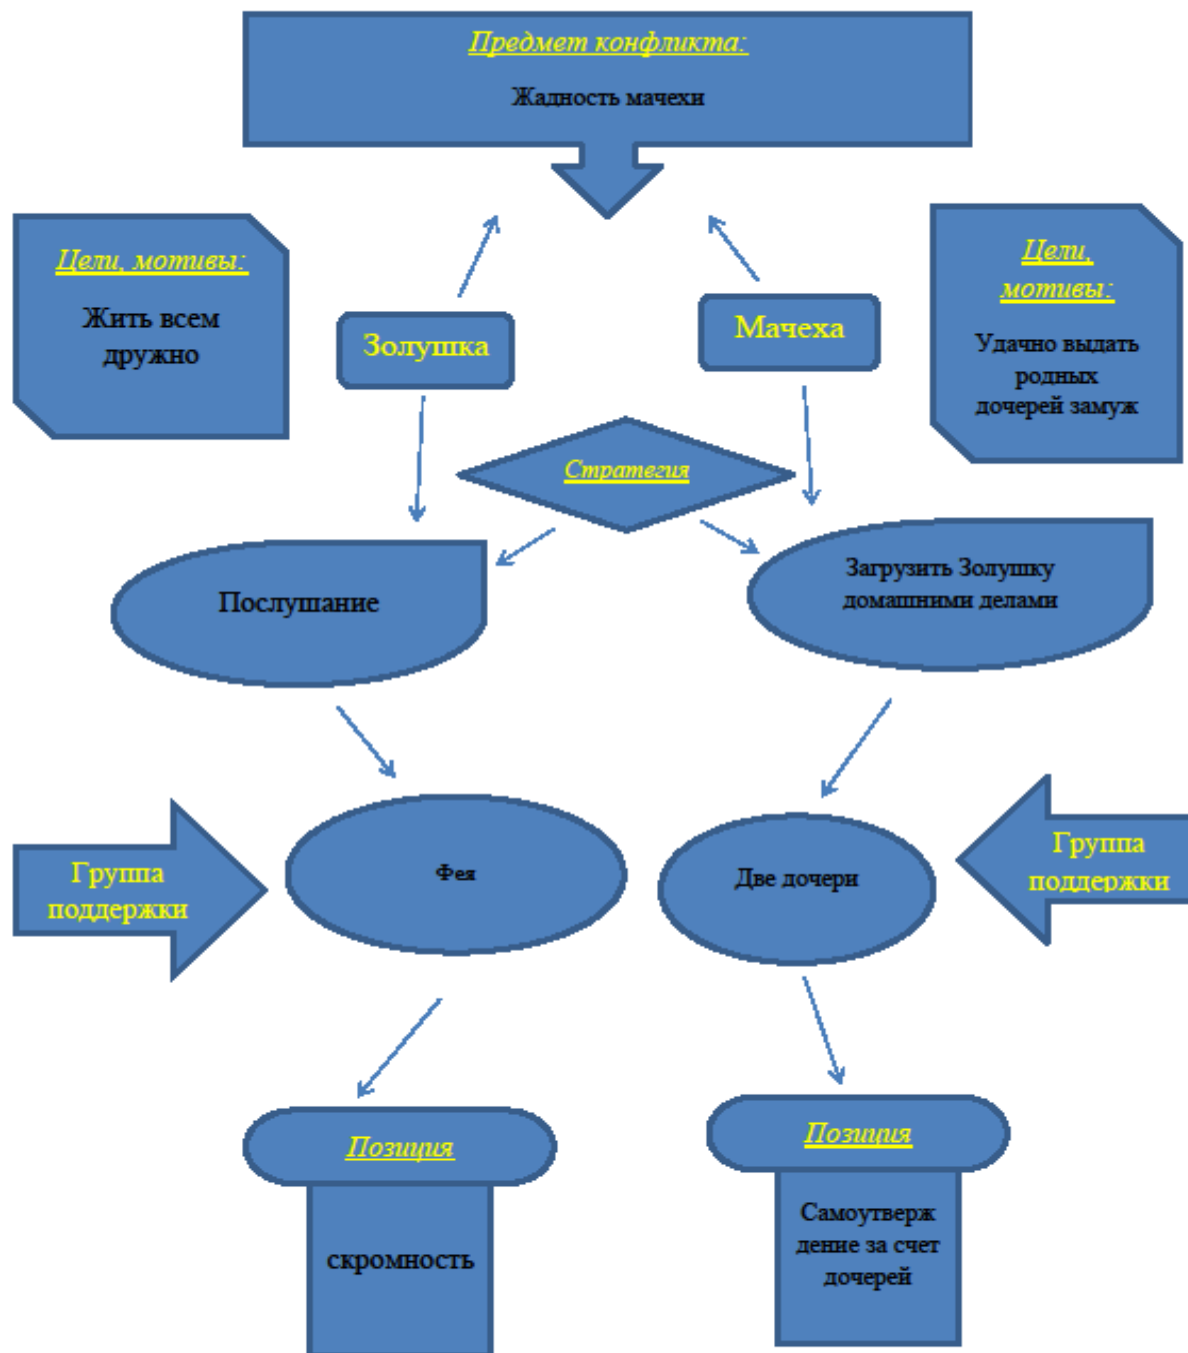 Предмет конфликта:
Жадность мачехи
Цели, мотивы:
Жить всем
дружно
Золушка
Мачеха
Цели,
мотивы:
Удачно выдать
родных
дочерей замуж
Стратегия
Послушание
Загрузить Золушку
домашними делами
Группа
поддержки
Фея
Две дочери
Группа
поддержки
Позиция
скромность
Позиция
Самоутверж
дение за счет
дочерей